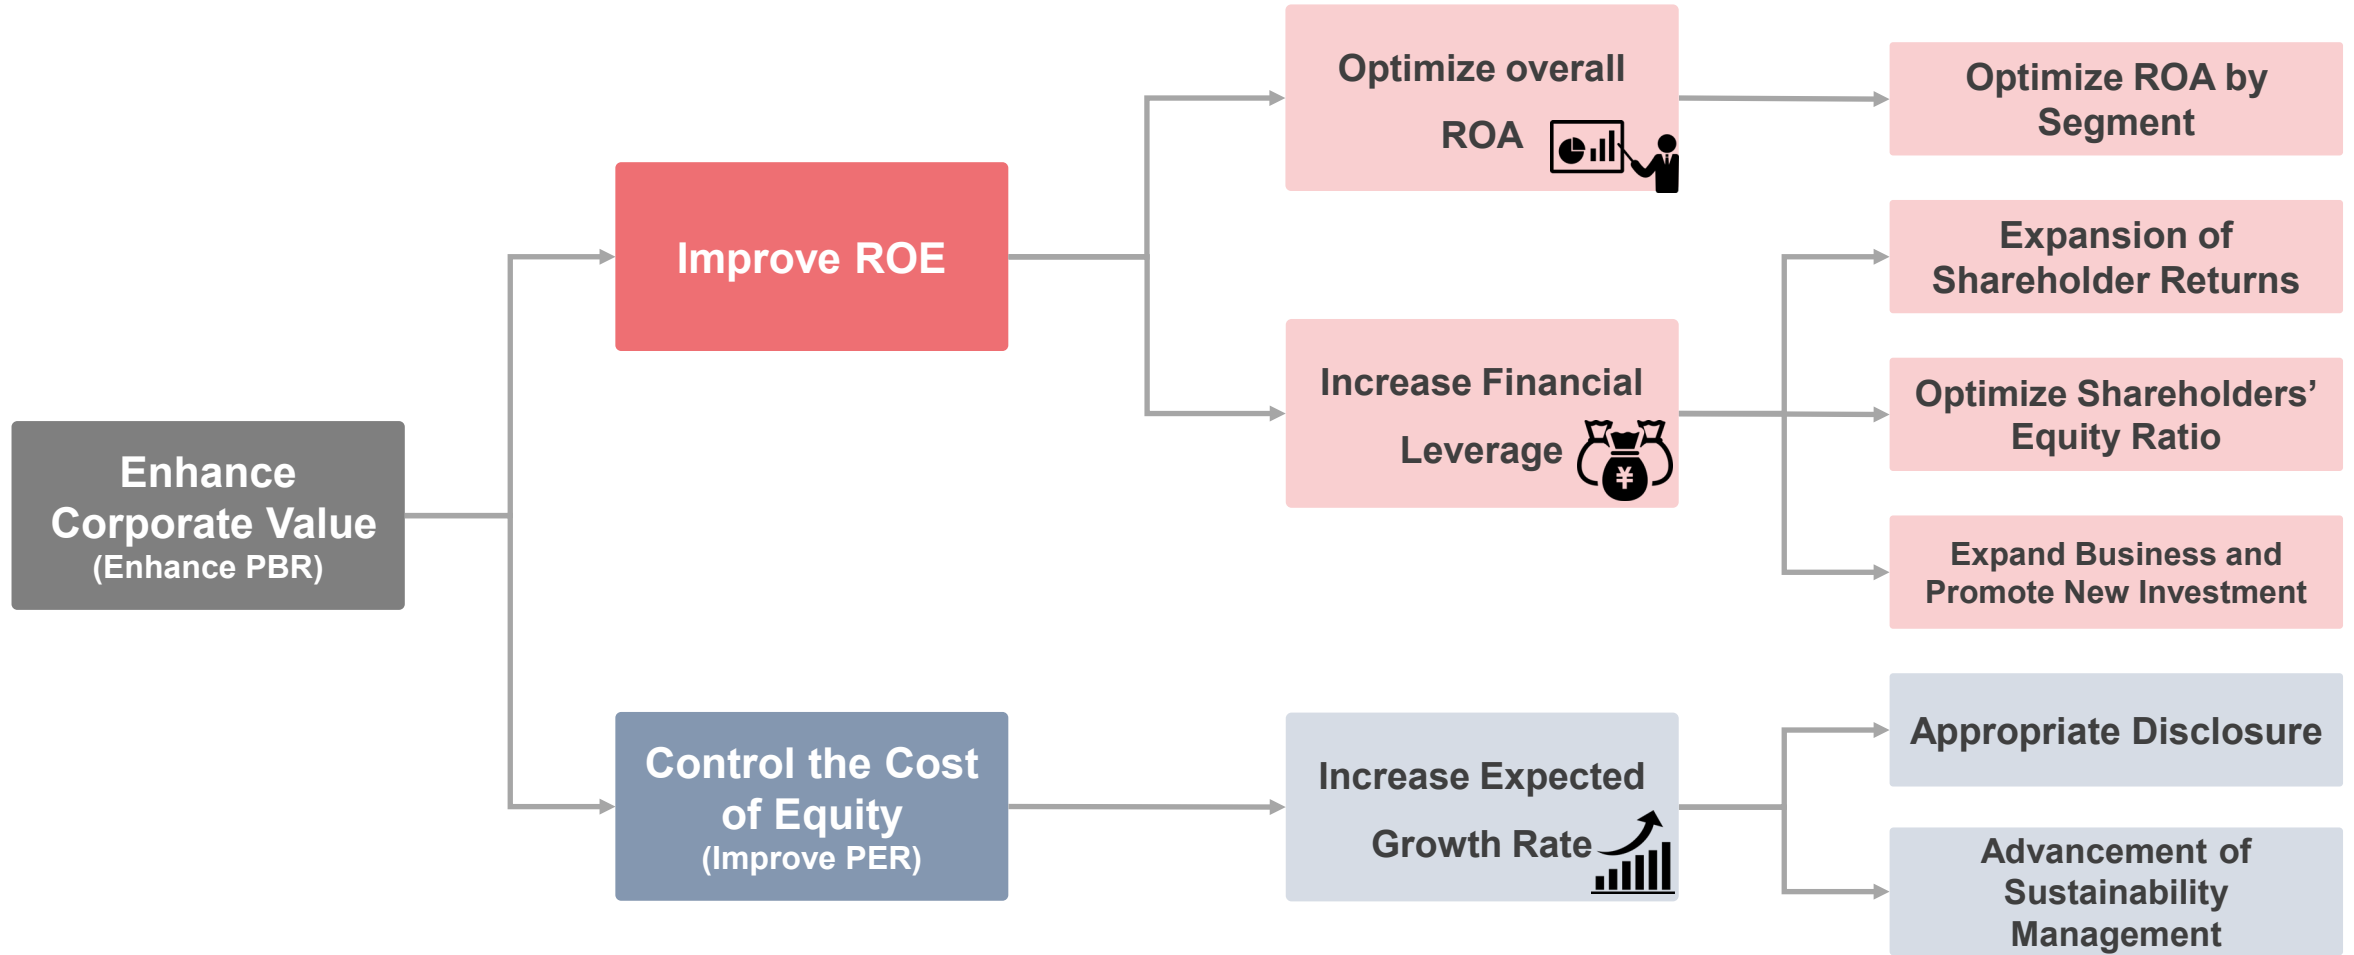 Enhance
Corporate Value
(Enhance PBR)
Improve ROE
Control the Cost
of Equity
(Improve PER)
Optimize overall
ROA
Increase Financial
Leverage
¥
Increase Expected
Growth Rate
Optimize ROA by
Segment
Expansion of
Shareholder Returns
Optimize Shareholders’
Equity Ratio
Expand Business and
Promote New Investment
Appropriate Disclosure
Advancement of
Sustainability
Management